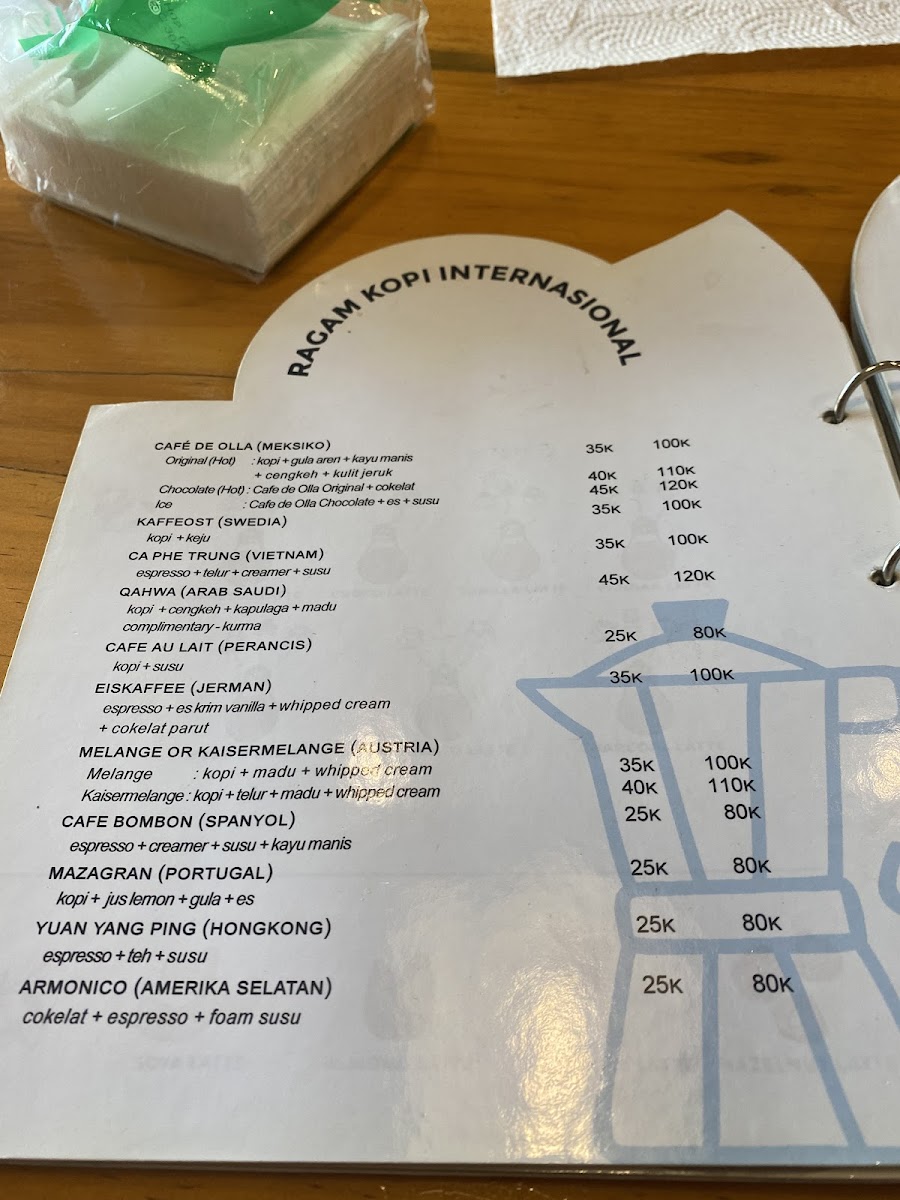 RAGAM KOPI INTERNASIONAL
CAFÉ DE OLLA (MEKSIKO)
Original (Hot) : kopi + gula aren + kayu manis 35K 100K
+ cengkeh + kulit jeruk
Chocolate (Hot) : Cafe de Olla Original + cokelat 40K 110K
Ice : Cafe de Olla Chocolate + es + susu 45K 120K
KAFFEOST (SWEDIA) 35K 100K
kopi + keju
CA PHE TRUNG (VIETNAM) 35K 100K
espresso + telur + creamer + susu
QAHWA (ARAB SAUDI) 45K 120K
kopi + cengkeh + kapulaga + madu
complimentary - kurma
CAFE AU LAIT (PERANCIS) 25K 80K
kopi + susu
EISKAFFEE (JERMAN) 35K 100K
espresso + es krim vanilla + whipped cream
+ cokelat parut
MELANGE OR KAISERMELANGE (AUSTRIA)
Melange : kopi + madu + whipped cream 35K 100K
Kaisermelange : kopi + telur + madu + whipped cream 40K 110K
CAFE BOMBON (SPANYOL) 25K 80K
espresso + creamer + susu + kayu manis
MAZAGRAN (PORTUGAL) 25K 80K
kopi + jus lemon + gula + es
YUAN YANG PING (HONGKONG) 25K 80K
espresso + teh + susu
ARMONICO (AMERIKA SELATAN) 25K 80K
cokelat + espresso + foam susu